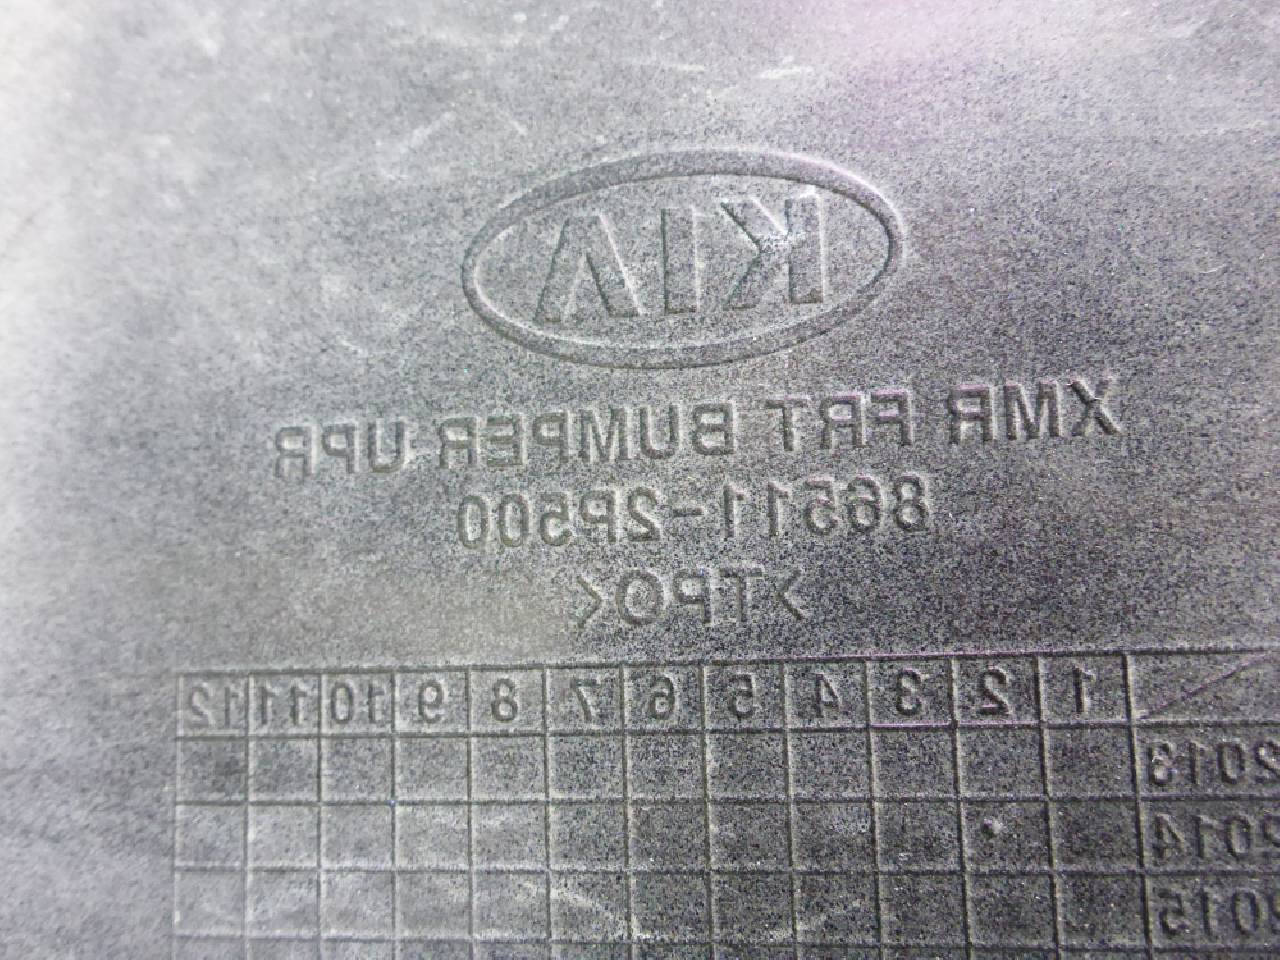 KIA
XMR FRT BUMPER UPR
86511-2P500
>TPO<
1 2 3 4 5 6 7 8 9 10 11 12
2013
2014
2015